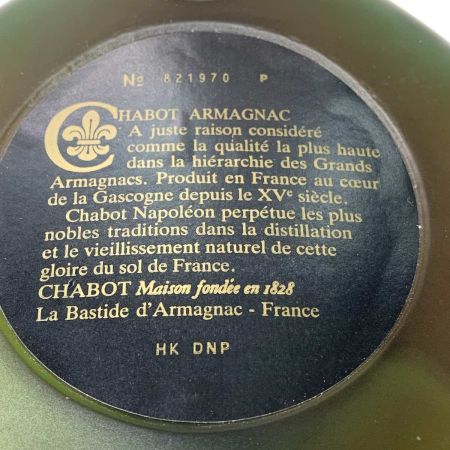 No 821970 P
CHABOT ARMAGNAC
A juste raison considéré
comme la qualité la plus haute
dans la hiérarchie des Grands
Armagnacs. Produit en France au cœur
de la Gascogne depuis le XVe siècle.
Chabot Napoléon perpétue les plus
nobles traditions dans la distillation
et le vieillissement naturel de cette
gloire du sol de France.
CHABOT Maison fondée en 1828
La Bastide d'Armagnac - France
HK DNP